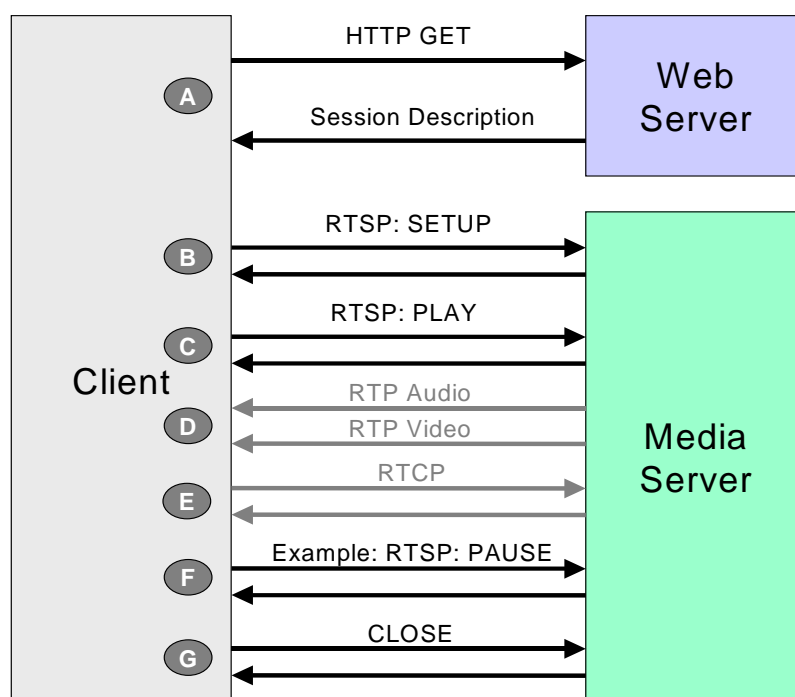 HTTP GET
Web
Server
A
Session Description
RTSP: SETUP
B
RTSP: PLAY
C
Client
RTP Audio
D
RTP Video
Media
Server
RTCP
E
Example: RTSP: PAUSE
F
CLOSE
G